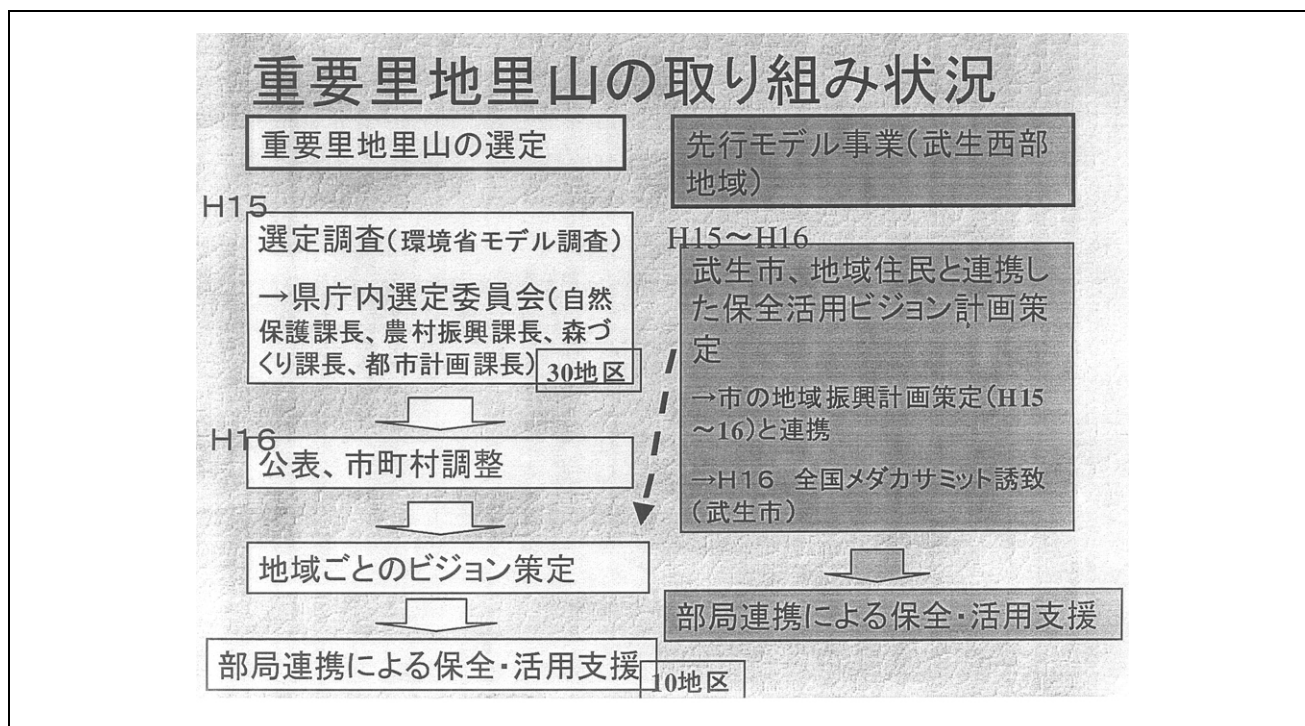 重要里地里山の取り組み状況
重要里地里山の選定
H15
選定調査(環境省モデル調査)
→県庁内選定委員会(自然
保護課長、農村振興課長、森づ
くり課長、都市計画課長)
30地区
H16
公表、市町村調整
地域ごとのビジョン策定
部局連携による保全・活用支援
10地区
先行モデル事業(武生西部
地域)
H15~H16
武生市、地域住民と連携し
た保全活用ビジョン計画策
定
→市の地域振興計画策定(H15
~16)と連携
→H16 全国メダカサミット誘致
(武生市)
部局連携による保全・活用支援